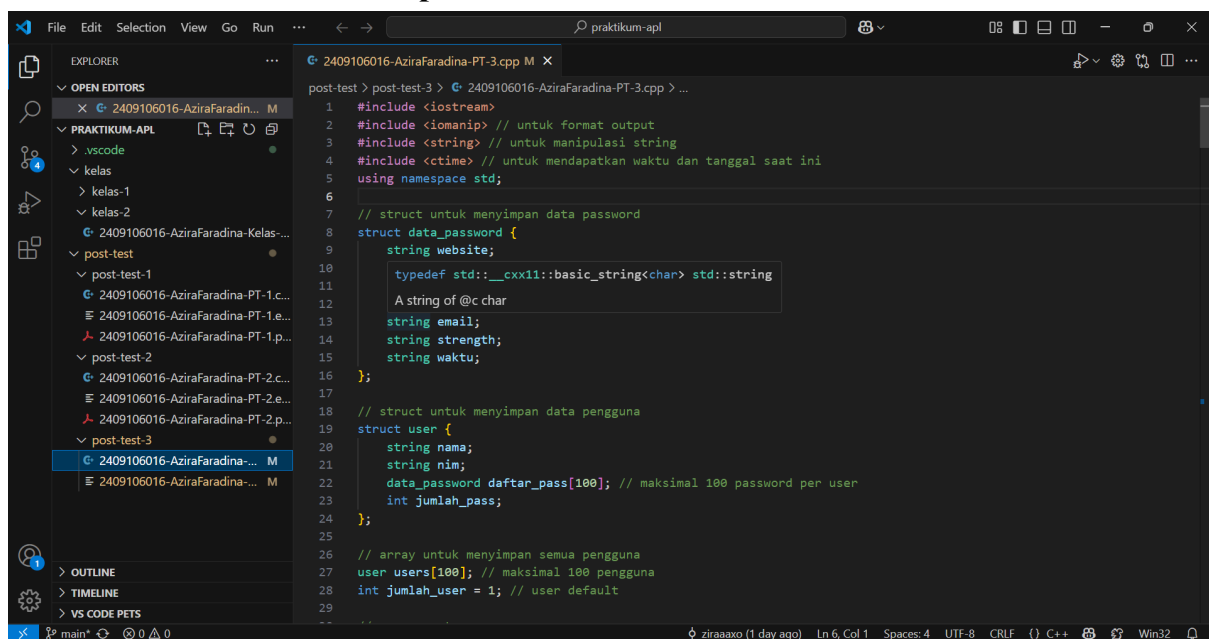 File Edit Selection View Go Run ··· praktikum-apl
EXPLORER ···
OPEN EDITORS
2409106016-AziraFaradin... M
PRAKTIKUM-APL
.vscode
kelas
kelas-1
kelas-2
2409106016-AziraFaradina-Kelas-...
post-test
post-test-1
2409106016-AziraFaradina-PT-1.c...
2409106016-AziraFaradina-PT-1.e...
2409106016-AziraFaradina-PT-1.p...
post-test-2
2409106016-AziraFaradina-PT-2.c...
2409106016-AziraFaradina-PT-2.e...
2409106016-AziraFaradina-PT-2.p...
post-test-3
2409106016-AziraFaradina-... M
2409106016-AziraFaradina-... M
OUTLINE
TIMELINE
VS CODE PETS
4
1
2409106016-AziraFaradina-PT-3.cpp M
post-test > post-test-3 > 2409106016-AziraFaradina-PT-3.cpp > ...
1 #include <iostream>
2 #include <iomanip> // untuk format output
3 #include <string> // untuk manipulasi string
4 #include <ctime> // untuk mendapatkan waktu dan tanggal saat ini
5 using namespace std;
6
7 // struct untuk menyimpan data password
8 struct data_password {
9 string website;
10 typedef std::__cxx11::basic_string<char> std::string
11
12 A string of @c char
13 string email;
14 string strength;
15 string waktu;
16 };
17
18 // struct untuk menyimpan data pengguna
19 struct user {
20 string nama;
21 string nim;
22 data_password daftar_pass[100]; // maksimal 100 password per user
23 int jumlah_pass;
24 };
25
26 // array untuk menyimpan semua pengguna
27 user users[100]; // maksimal 100 pengguna
28 int jumlah_user = 1; // user default
29
main* 0 0 ziraaaxo (1 day ago) Ln 6, Col 1 Spaces: 4 UTF-8 CRLF {} C++ Win32